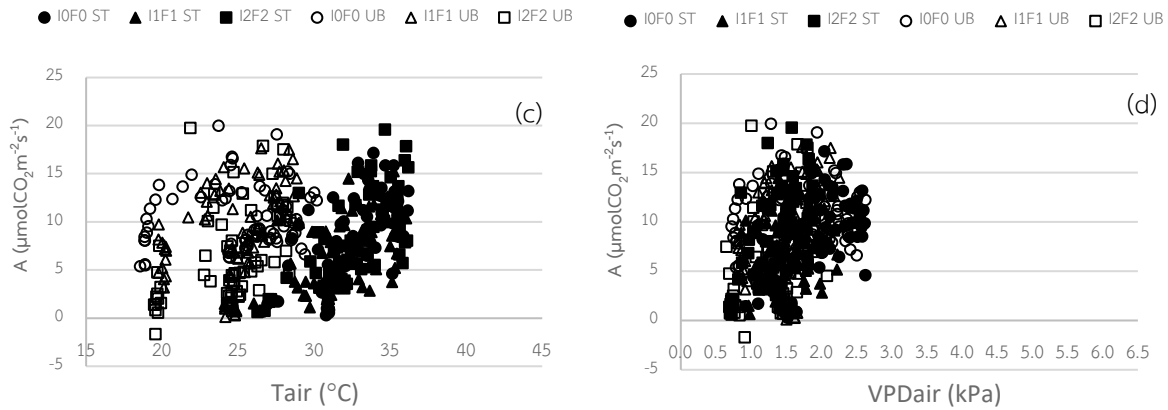 I0F0 ST I1F1 ST I2F2 ST I0F0 UB I1F1 UB I2F2 UB
(c)
25
20
15
10
5
0
-5
15 20 25 30 35 40 45
A (µmolCO₂m⁻²s⁻¹)
Tair (°C)
I0F0 ST I1F1 ST I2F2 ST I0F0 UB I1F1 UB I2F2 UB
(d)
25
20
15
10
5
0
-5
0.0 0.5 1.0 1.5 2.0 2.5 3.0 3.5 4.0 4.5 5.0 5.5 6.0 6.5
A (µmolCO₂m⁻²s⁻¹)
VPDair (kPa)